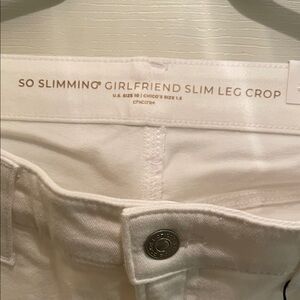 SO SLIMMING® GIRLFRIEND SLIM LEG CROP
U.S. SIZE 10 | CHICO'S SIZE 1.5